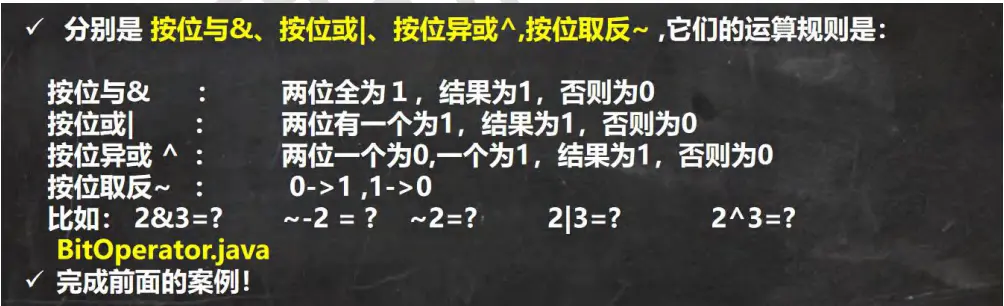 ✓ 分别是 按位与&、按位或|、按位异或^,按位取反~ ,它们的运算规则是：
按位与& ： 两位全为１，结果为1，否则为0
按位或| ： 两位有一个为1，结果为1，否则为0
按位异或 ^ ： 两位一个为0,一个为1，结果为1，否则为0
按位取反~ ： 0->1 ,1->0
比如： 2&3=? ~-2 = ? ~2=? 2|3=? 2^3=?
BitOperator.java
✓ 完成前面的案例！